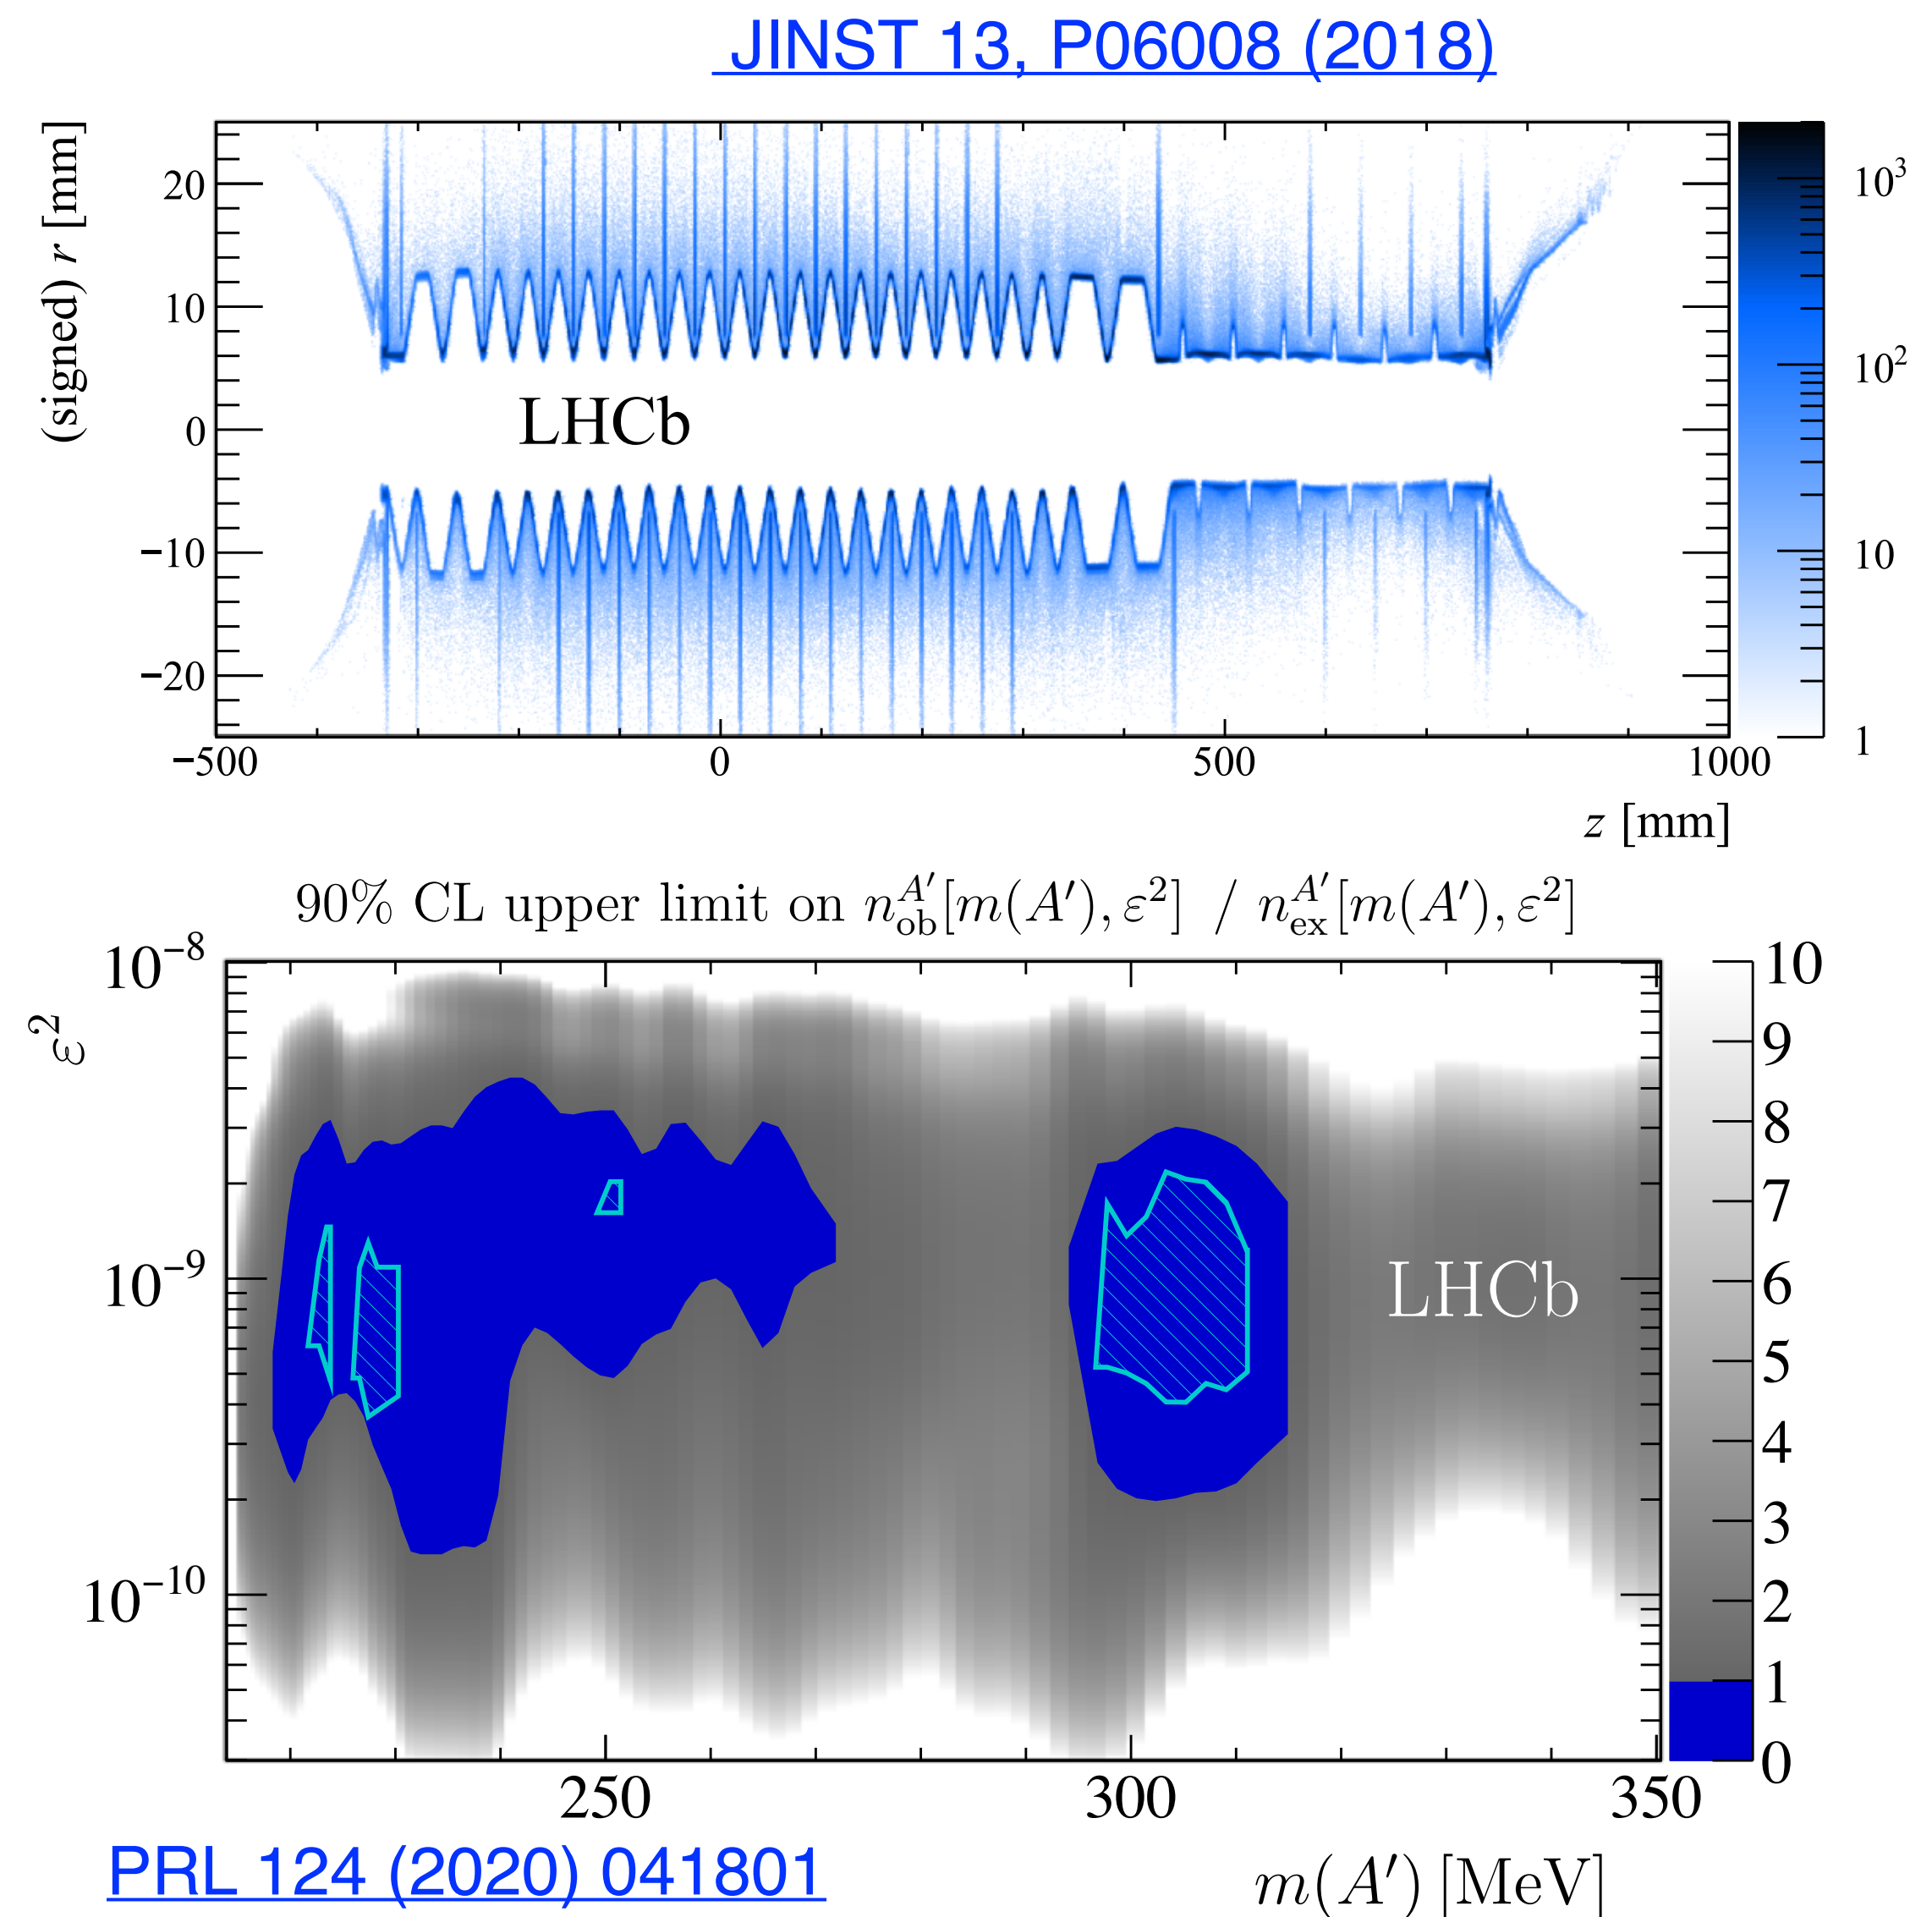 JINST 13, P06008 (2018)
(signed) r [mm]
20
10
0
−10
−20
LHCb
10³
10²
10
1
−500 0 500 1000
z [mm]
90% CL upper limit on n_ob^A′[m(A′), ε²] / n_ex^A′[m(A′), ε²]
ε²
10⁻⁸
10⁻⁹
10⁻¹⁰
LHCb
10
9
8
7
6
5
4
3
2
1
0
250 300 350
PRL 124 (2020) 041801
m(A′) [MeV]